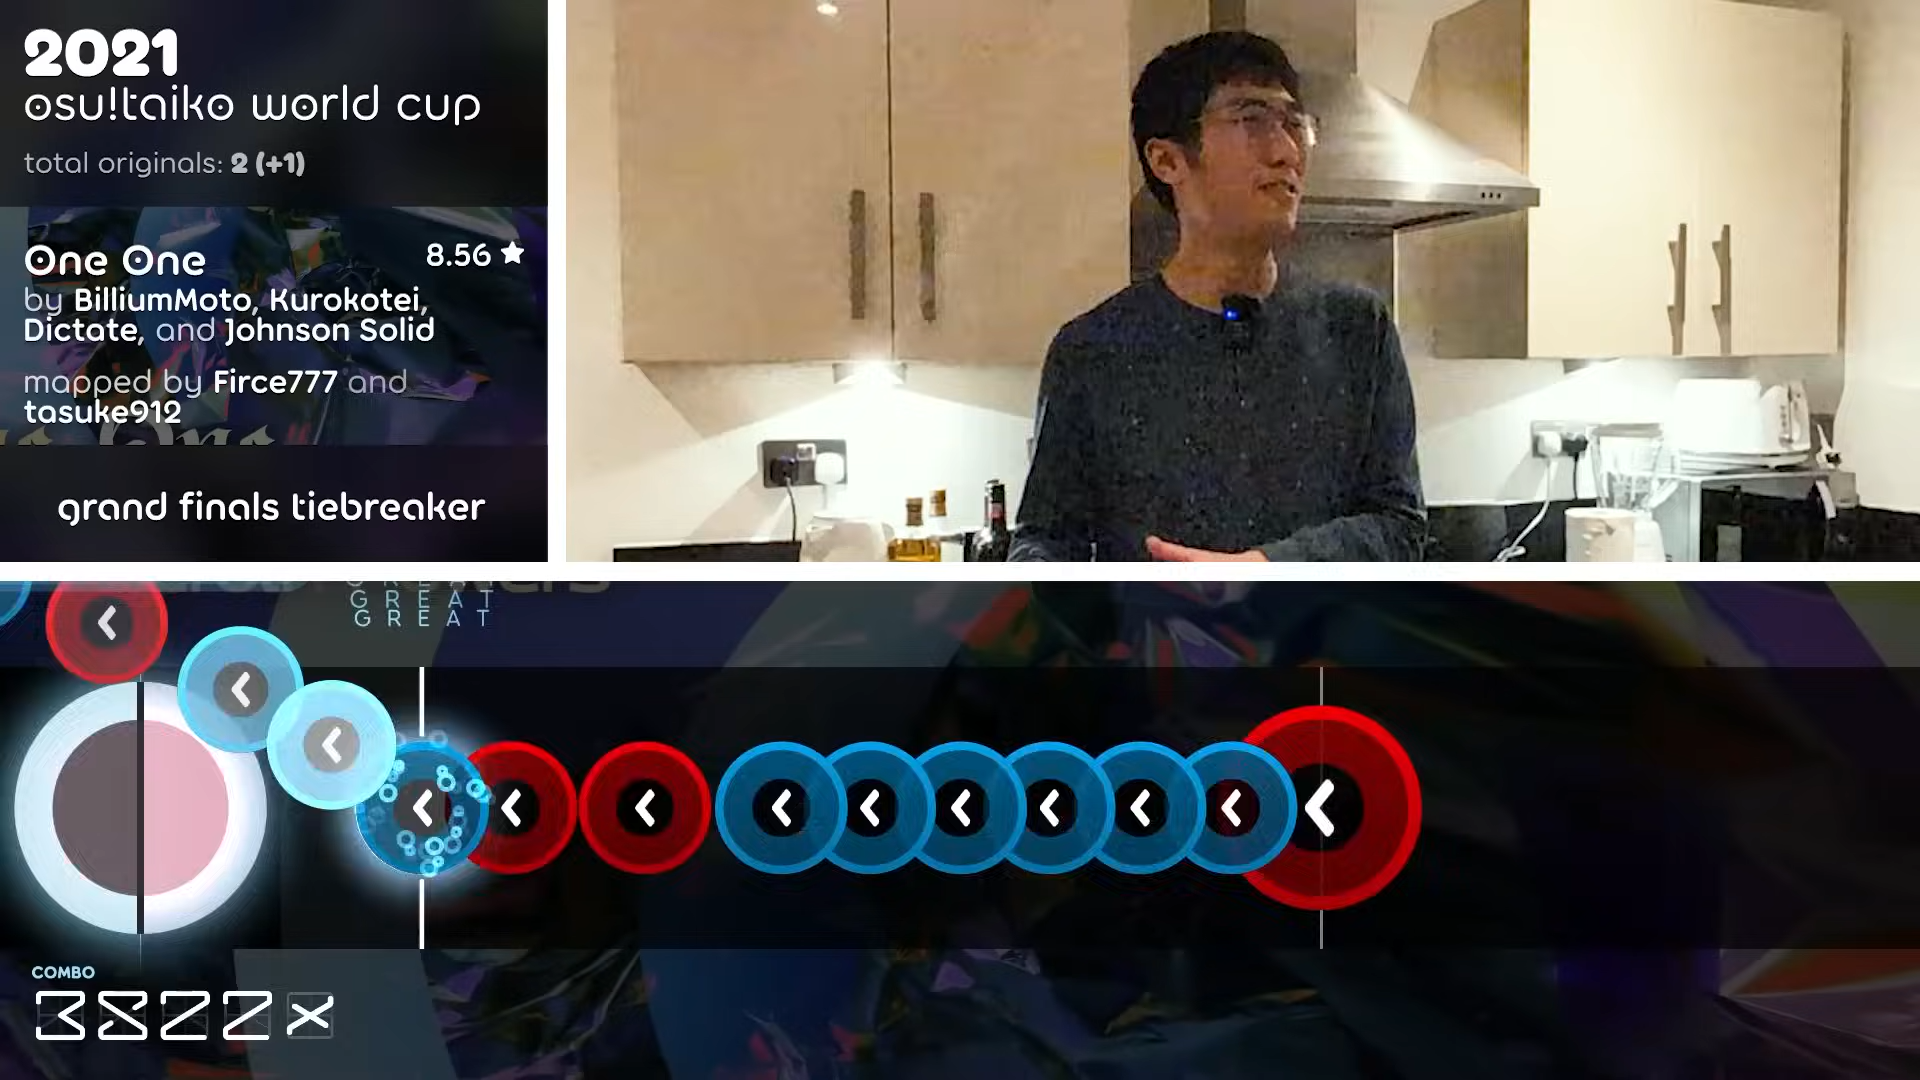 2021
osu!taiko world cup
total originals: 2 (+1)
One One
8.56
by BilliumMoto, Kurokotei,
Dictate, and Johnson Solid
mapped by Firce777 and
tasuke912
grand finals tiebreaker
GREAT
GREAT
COMBO
3822x